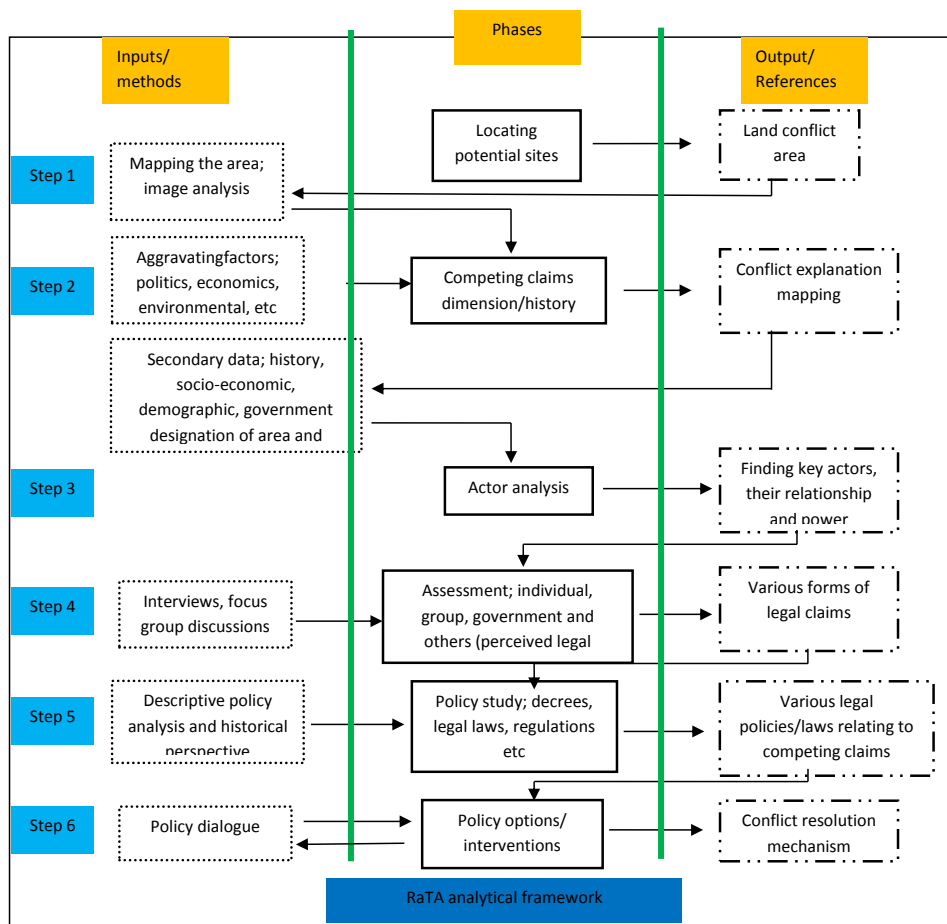 Phases
Inputs/
methods
Output/
References
Locating
potential sites
Land conflict
area
Step 1
Mapping the area;
image analysis
Step 2
Aggravatingfactors;
politics, economics,
environmental, etc
Competing claims
dimension/history
Conflict explanation
mapping
Secondary data; history,
socio-economic,
demographic, government
designation of area and
Step 3
Actor analysis
Finding key actors,
their relationship
and power
Step 4
Interviews, focus
group discussions
Assessment; individual,
group, government and
others (perceived legal
Various forms of
legal claims
Step 5
Descriptive policy
analysis and historical
perspective
Policy study; decrees,
legal laws, regulations
etc
Various legal
policies/laws relating to
competing claims
Step 6
Policy dialogue
Policy options/
interventions
Conflict resolution
mechanism
RaTA analytical framework